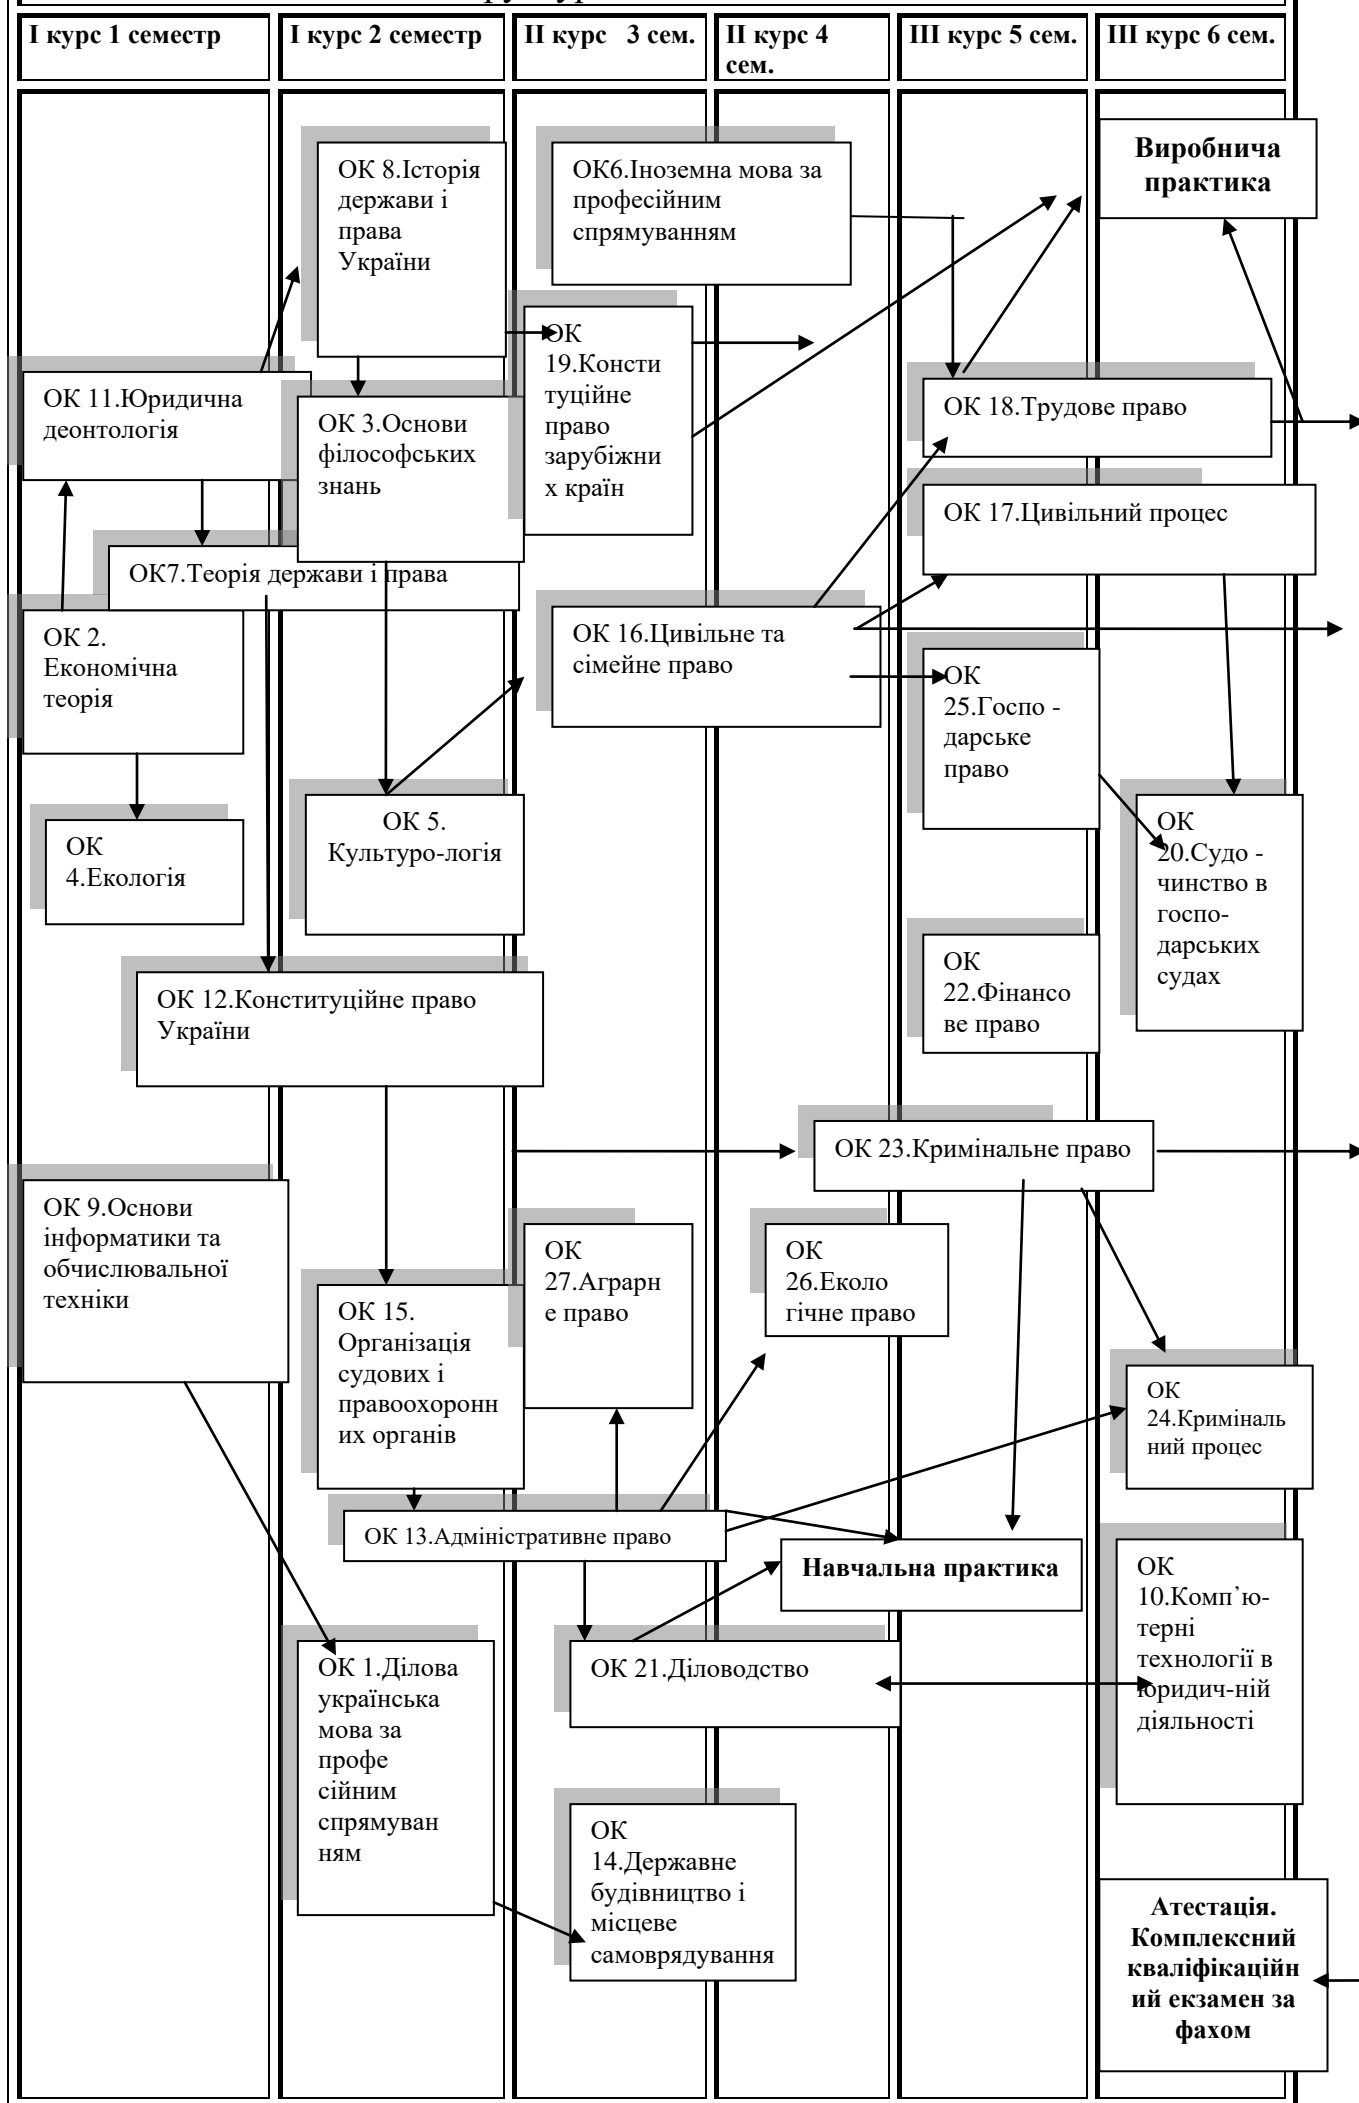 І курс 1 семестр
І курс 2 семестр
ІІ курс 3 сем.
ІІ курс 4
сем.
ІІІ курс 5 сем.
ІІІ курс 6 сем.
ОК 8.Історія
держави і
права
України
ОК6.Іноземна мова за
професійним
спрямуванням
Виробнича
практика
ОК
19.Консти
туційне
право
зарубіжни
х країн
ОК 11.Юридична
деонтологія
ОК 3.Основи
філософських
знань
ОК 18.Трудове право
ОК 17.Цивільний процес
ОК7.Теорія держави і права
ОК 2.
Економічна
теорія
ОК 16.Цивільне та
сімейне право
ОК
25.Госпо -
дарське
право
ОК
4.Екологія
ОК 5.
Культуро-логія
ОК
20.Судо -
чинство в
госпо-
дарських
судах
ОК
22.Фінансо
ве право
ОК 12.Конституційне право
України
ОК 23.Кримінальне право
ОК 9.Основи
інформатики та
обчислювальної
техніки
ОК
27.Аграрн
е право
ОК
26.Еколо
гічне право
ОК 15.
Організація
судових і
правоохоронн
их органів
ОК
24.Криміналь
ний процес
ОК 13.Адміністративне право
Навчальна практика
ОК
10.Комп’ю-
терні
технології в
юридич-ній
діяльності
ОК 1.Ділова
українська
мова за
профе
сійним
спрямуван
ням
ОК 21.Діловодство
ОК
14.Державне
будівництво і
місцеве
самоврядування
Атестація.
Комплексний
кваліфікаційн
ий екзамен за
фахом